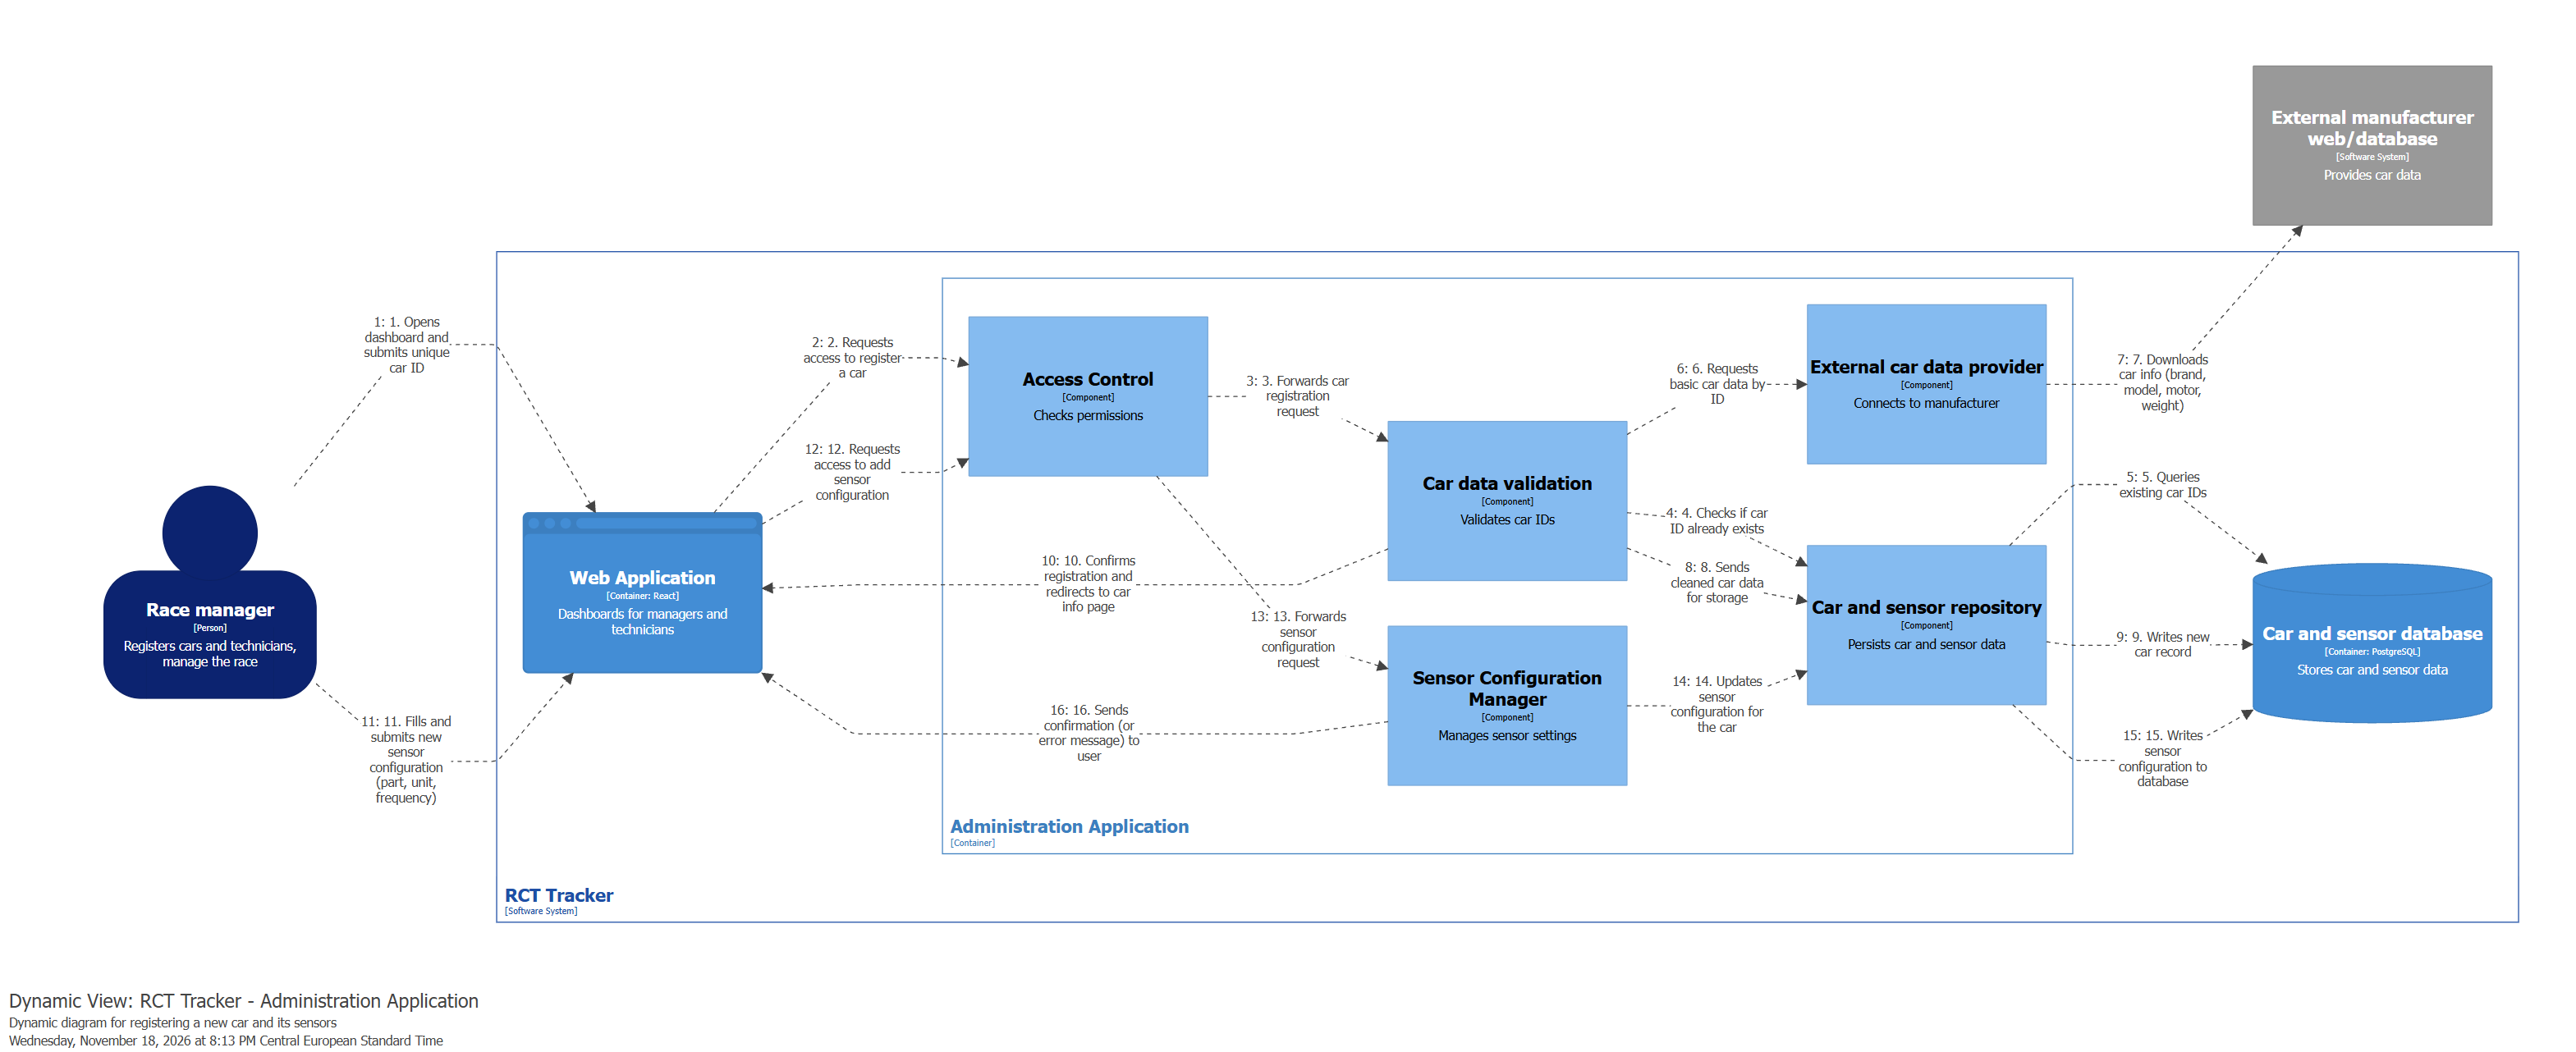 External manufacturer
web/database
[Software System]
Provides car data
1: 1. Opens
dashboard and
submits unique
car ID
2: 2. Requests
access to register
a car
Access Control
[Component]
Checks permissions
3: 3. Forwards car
registration
request
6: 6. Requests
basic car data by
ID
External car data provider
[Component]
Connects to manufacturer
7: 7. Downloads
car info (brand,
model, motor,
weight)
12: 12. Requests
access to add
sensor
configuration
Car data validation
[Component]
Validates car IDs
4: 4. Checks if car
ID already exists
5: 5. Queries
existing car IDs
Race manager
[Person]
Registers cars and technicians,
manage the race
Web Application
[Container: React]
Dashboards for managers and
technicians
10: 10. Confirms
registration and
redirects to car
info page
8: 8. Sends
cleaned car data
for storage
Car and sensor repository
[Component]
Persists car and sensor data
9: 9. Writes new
car record
Car and sensor database
[Container: PostgreSQL]
Stores car and sensor data
13: 13. Forwards
sensor
configuration
request
Sensor Configuration
Manager
[Component]
Manages sensor settings
14: 14. Updates
sensor
configuration for
the car
11: 11. Fills and
submits new
sensor
configuration
(part, unit,
frequency)
16: 16. Sends
confirmation (or
error message) to
user
15: 15. Writes
sensor
configuration to
database
Administration Application
[Container]
RCT Tracker
[Software System]
Dynamic View: RCT Tracker - Administration Application
Dynamic diagram for registering a new car and its sensors
Wednesday, November 18, 2026 at 8:13 PM Central European Standard Time